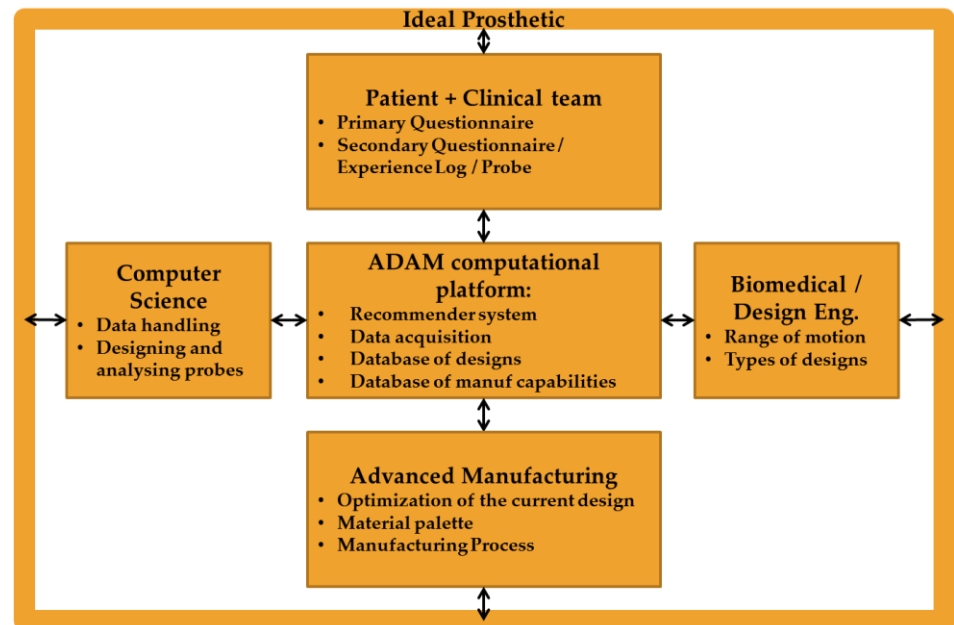 Ideal Prosthetic
Patient + Clinical team
• Primary Questionnaire
• Secondary Questionnaire /
Experience Log / Probe
Computer
Science
• Data handling
• Designing and
analysing probes
ADAM computational
platform:
• Recommender system
• Data acquisition
• Database of designs
• Database of manuf capabilities
Biomedical /
Design Eng.
• Range of motion
• Types of designs
Advanced Manufacturing
• Optimization of the current design
• Material palette
• Manufacturing Process